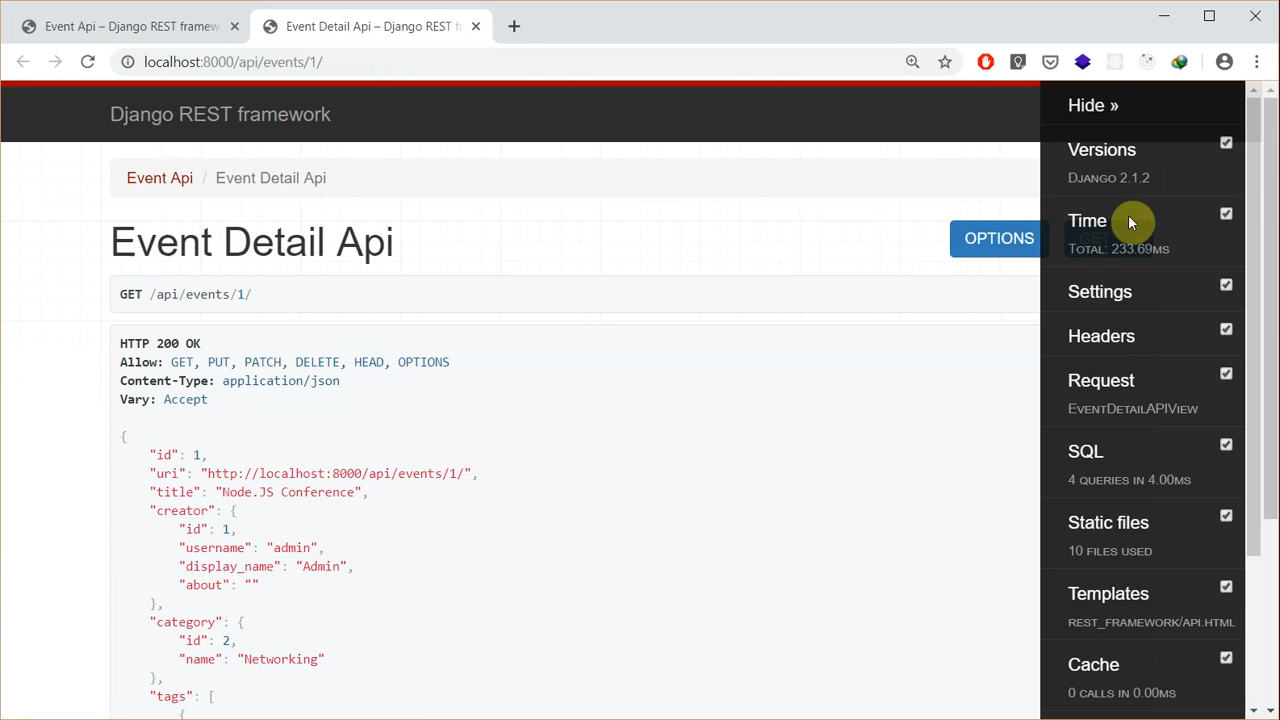 Event Api – Django REST framew
Event Detail Api – Django REST fr
localhost:8000/api/events/1/
Django REST framework
Hide »
Versions
Django 2.1.2
Event Api / Event Detail Api
Time
Total: 233.69ms
Event Detail Api
OPTIONS
Settings
GET /api/events/1/
Headers
HTTP 200 OK
Allow: GET, PUT, PATCH, DELETE, HEAD, OPTIONS
Content-Type: application/json
Vary: Accept
Request
EventDetailAPIView
{
"id": 1,
"uri": "http://localhost:8000/api/events/1/",
"title": "Node.JS Conference",
"creator": {
"id": 1,
"username": "admin",
"display_name": "Admin",
"about": ""
},
"category": {
"id": 2,
"name": "Networking"
},
"tags": [
{
SQL
4 queries in 4.00ms
Static files
10 files used
Templates
rest_framework/api.html
Cache
0 calls in 0.00ms